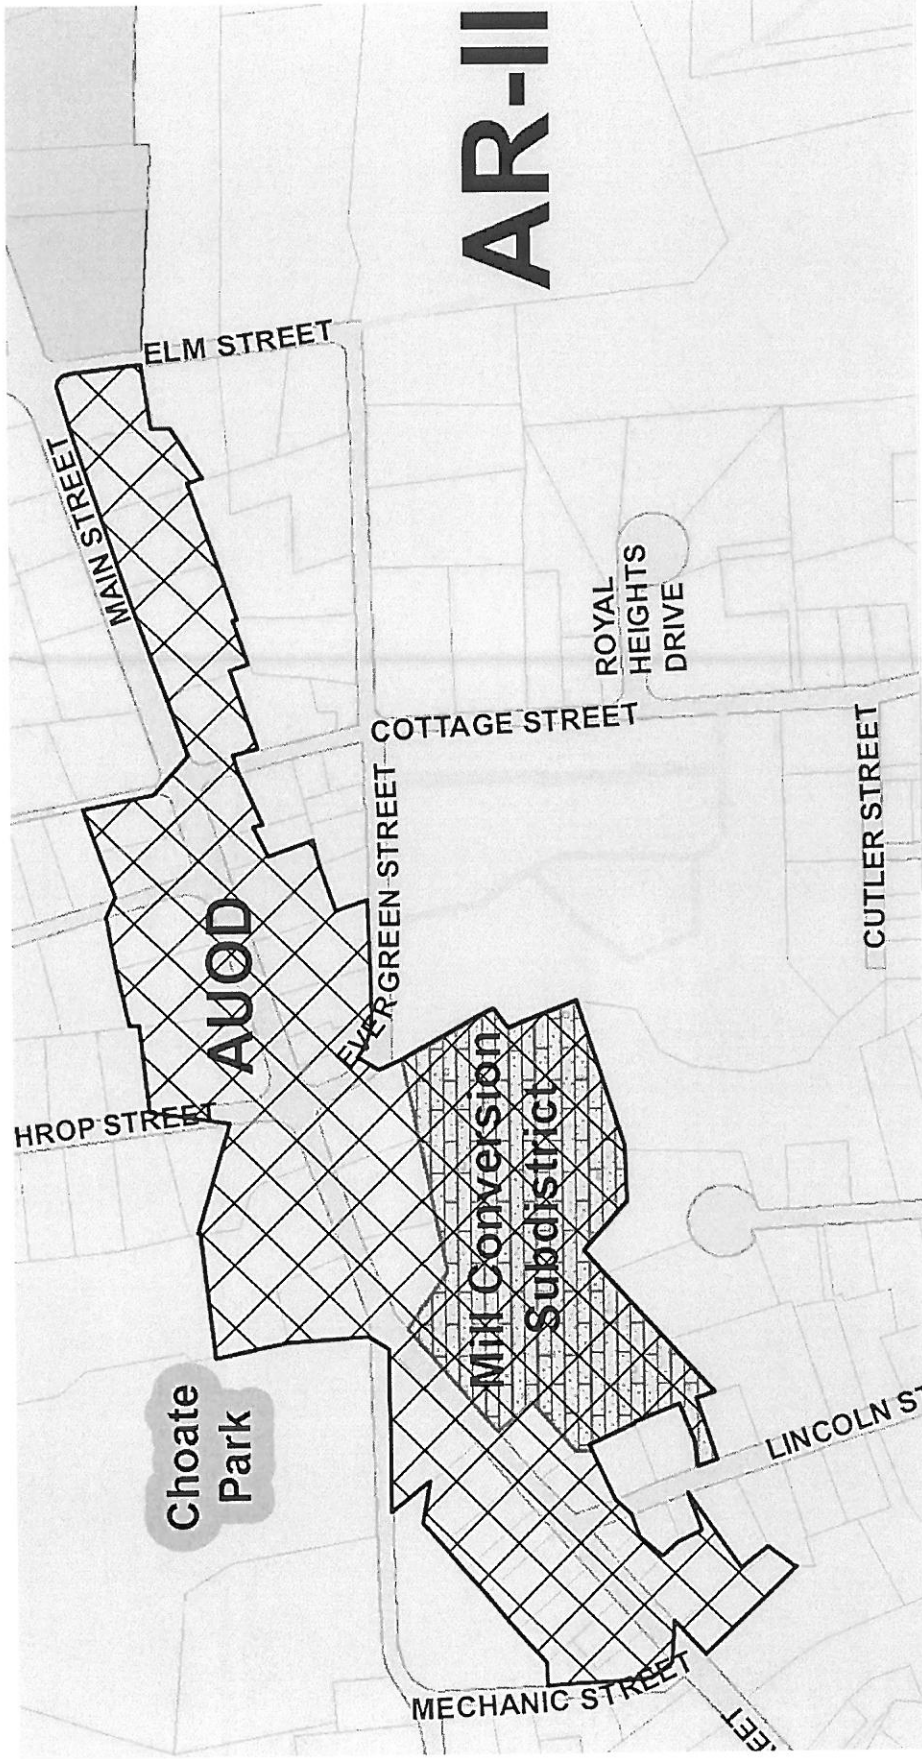 AR-II
ELM STREET
MAIN STREET
ROYAL
HEIGHTS
DRIVE
COTTAGE STREET
CUTLER STREET
EVERGREEN STREET
AUOD
HROP STREET
Mill Conversion
Subdistrict
Choate
Park
LINCOLN ST
MECHANIC STREET
EET